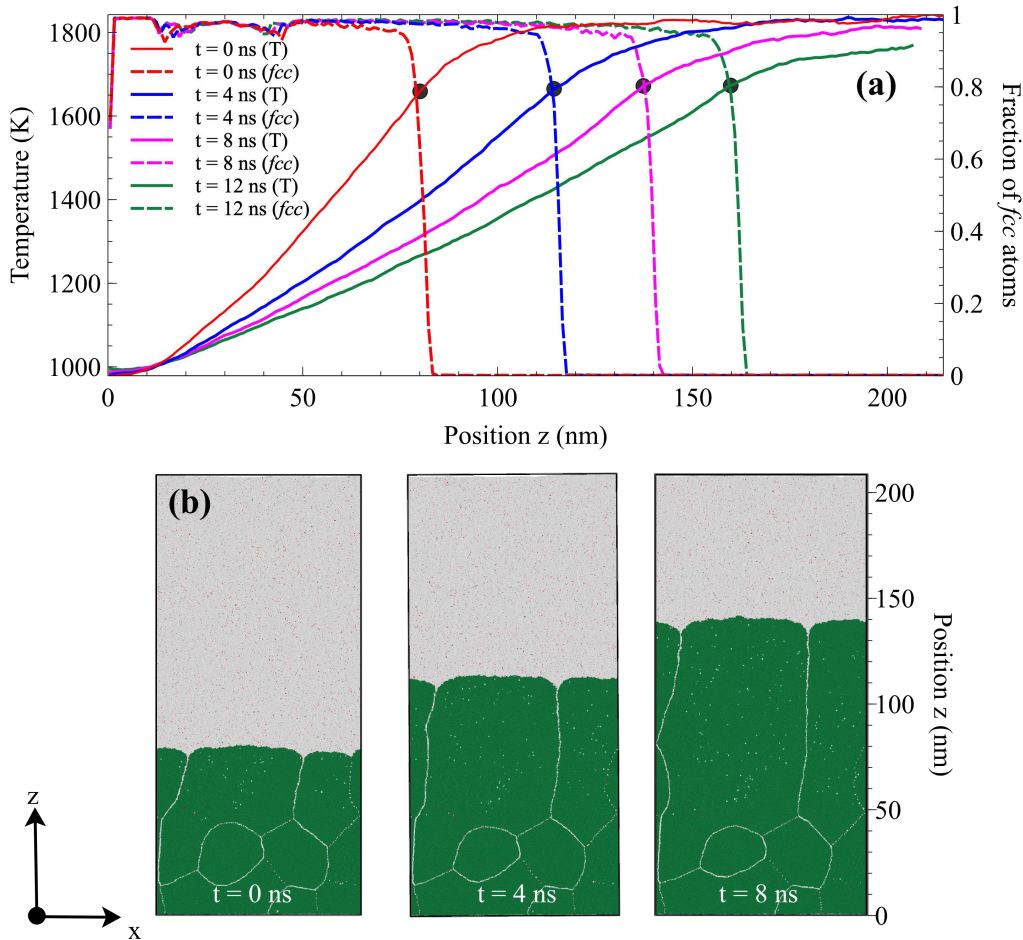 1800
1600
1400
1200
1000
Temperature (K)
t = 0 ns (T)
t = 0 ns (fcc)
t = 4 ns (T)
t = 4 ns (fcc)
t = 8 ns (T)
t = 8 ns (fcc)
t = 12 ns (T)
t = 12 ns (fcc)
(a)
1
0.8
0.6
0.4
0.2
0
Fraction of fcc atoms
0 50 100 150 200
Position z (nm)
(b)
t = 0 ns
t = 4 ns
t = 8 ns
200
150
100
50
0
Position z (nm)
z
x